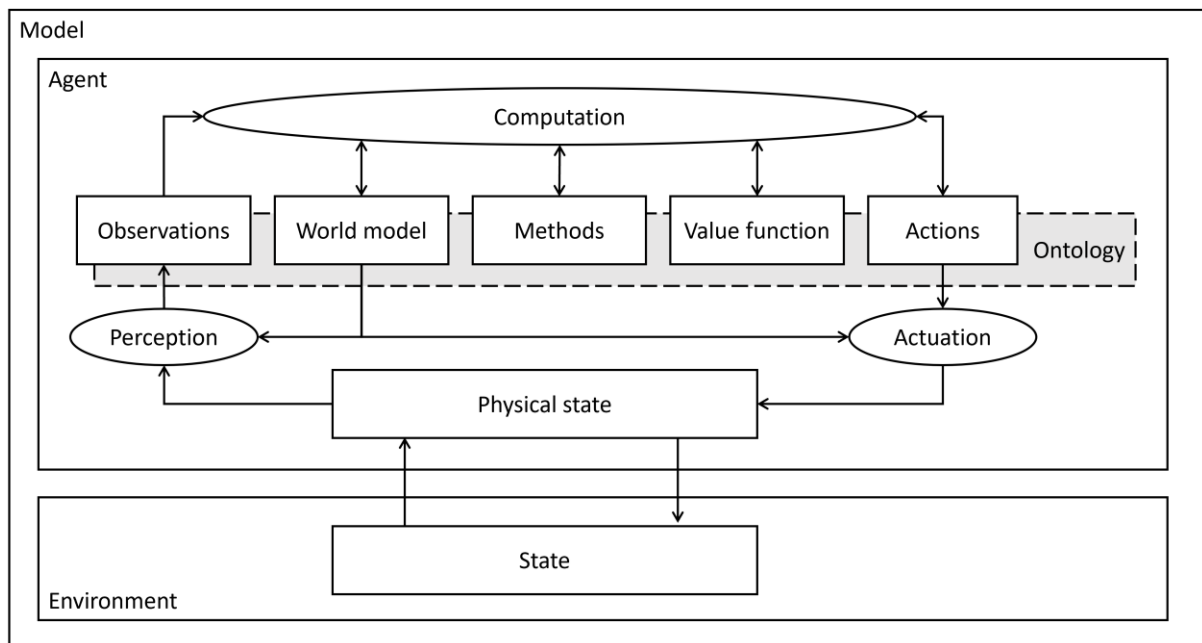 Model
Agent
Computation
Observations
World model
Methods
Value function
Actions
Ontology
Perception
Actuation
Physical state
State
Environment